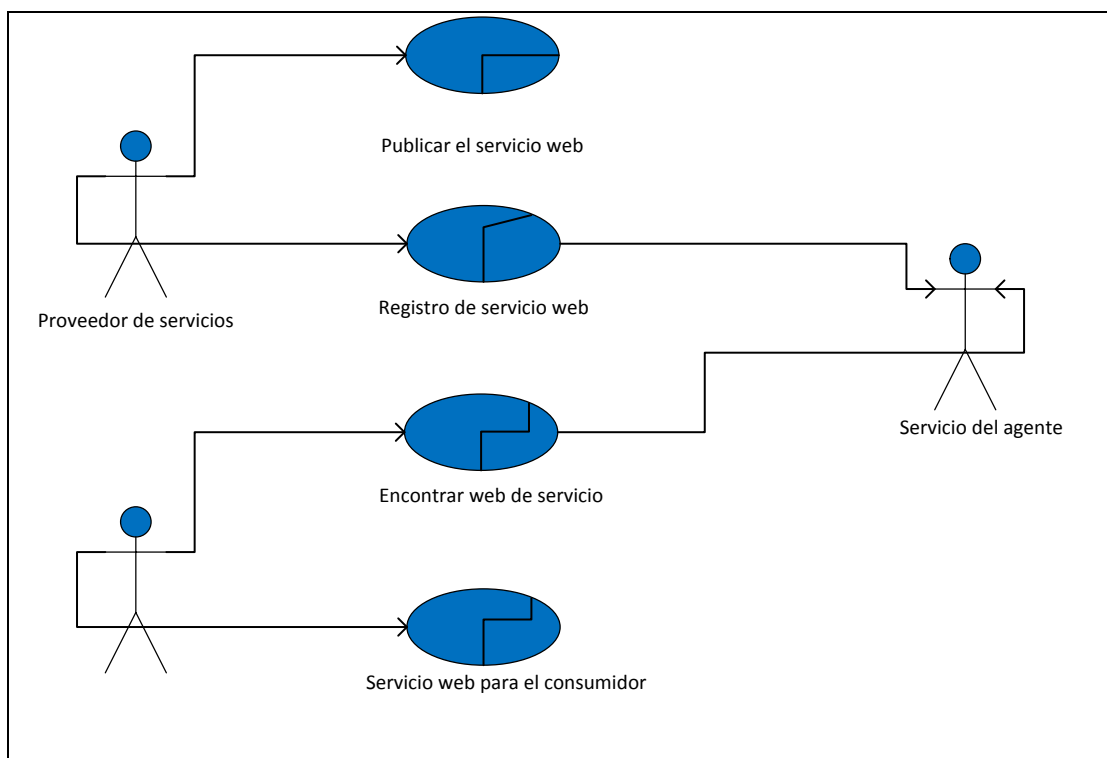 Publicar el servicio web
Registro de servicio web
Proveedor de servicios
Servicio del agente
Encontrar web de servicio
Servicio web para el consumidor